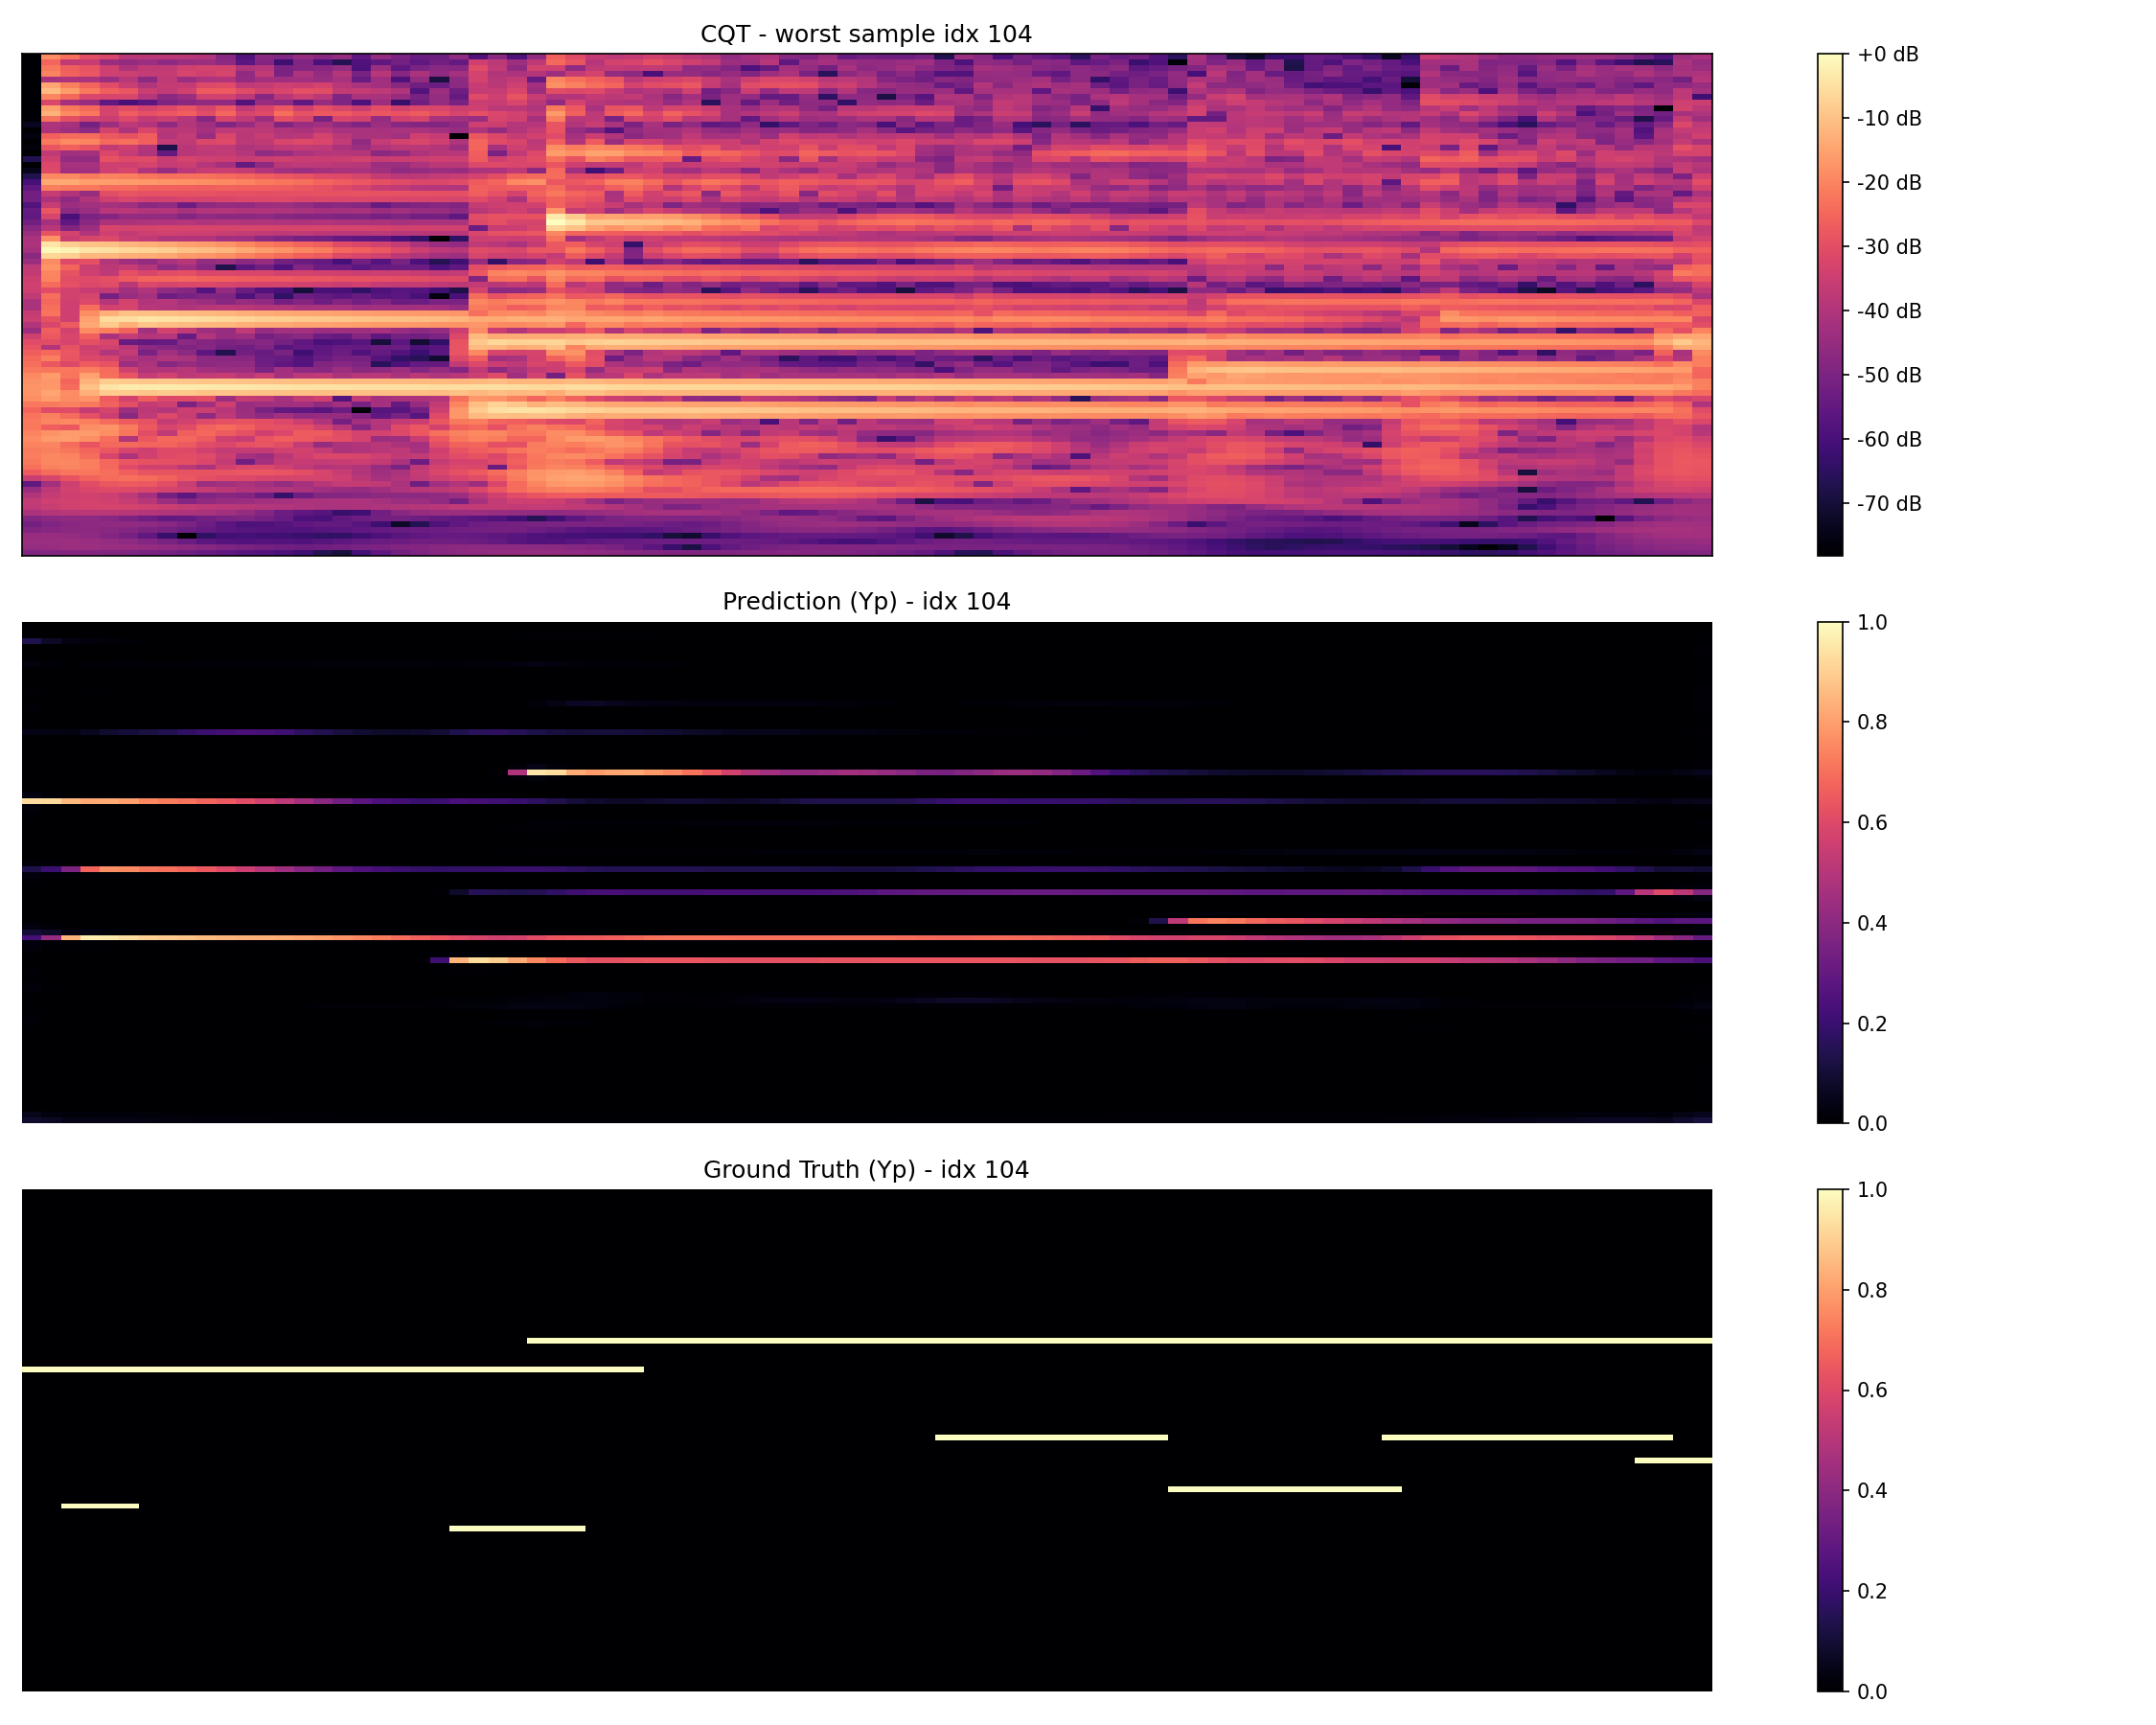 CQT - worst sample idx 104
+0 dB
-10 dB
-20 dB
-30 dB
-40 dB
-50 dB
-60 dB
-70 dB
Prediction (Yp) - idx 104
1.0
0.8
0.6
0.4
0.2
0.0
Ground Truth (Yp) - idx 104
1.0
0.8
0.6
0.4
0.2
0.0